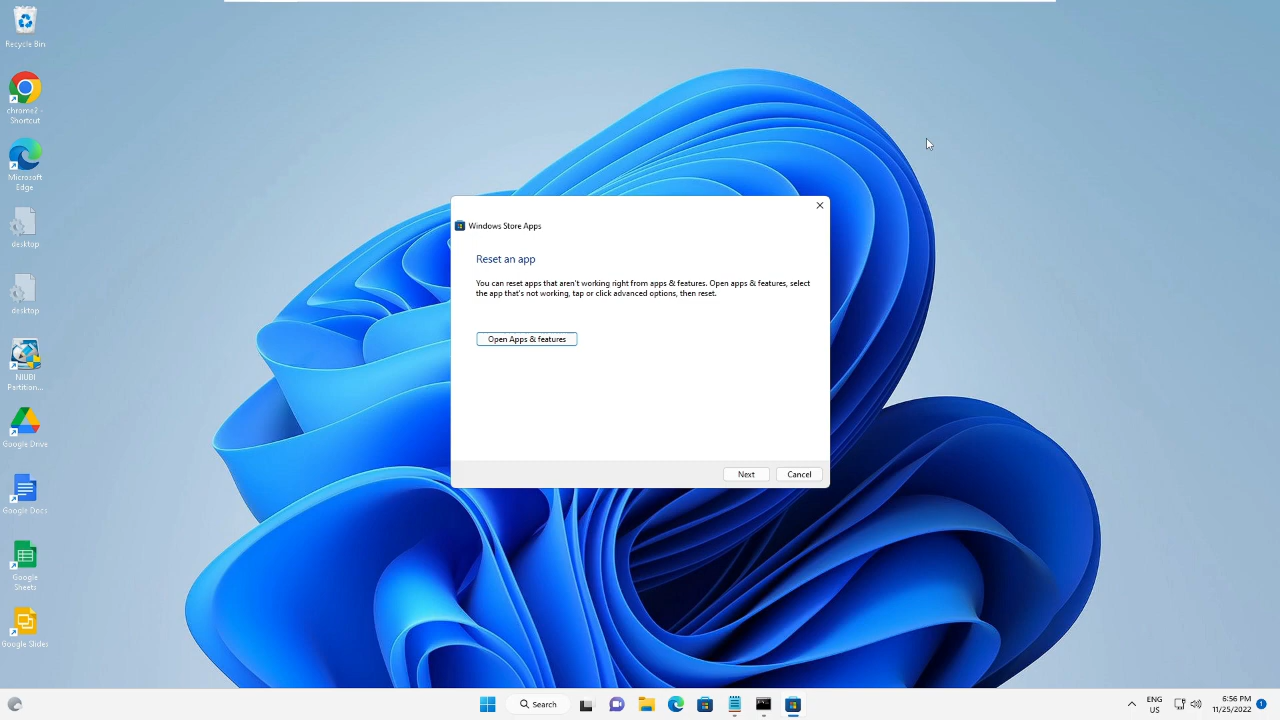 Recycle Bin
chrome2 -
Shortcut
Microsoft
Edge
desktop
desktop
NIUBI
Partition...
Google Drive
Google Docs
Google
Sheets
Google Slides
Windows Store Apps
Reset an app
You can reset apps that aren't working right from apps & features. Open apps & features, select
the app that's not working, tap or click advanced options, then reset.
Open Apps & features
Next
Cancel
Search
ENG
US
6:56 PM
11/25/2022
1